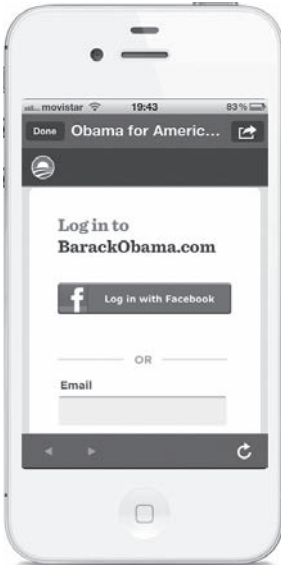 movistar 19:43 83%
Done Obama for Americ...
Log in to
BarackObama.com
f Log in with Facebook
OR
Email